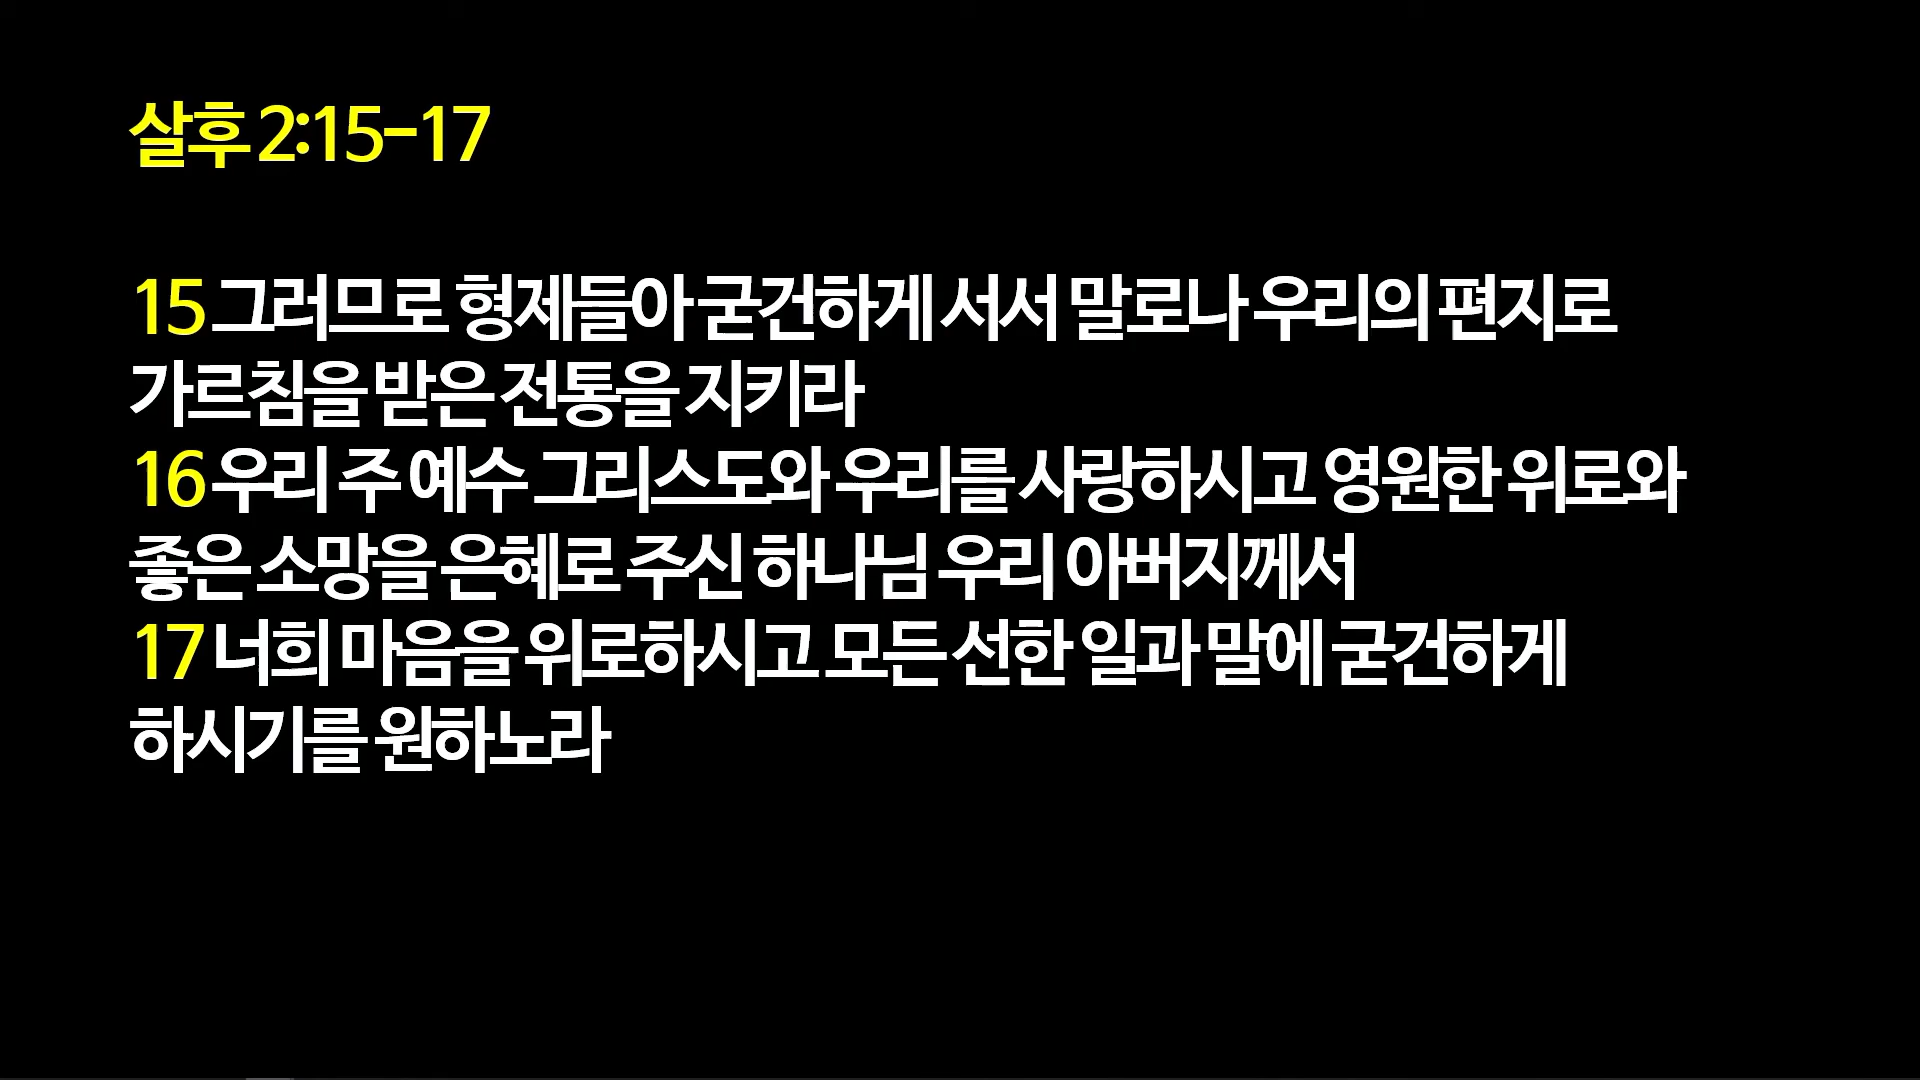 살후 2:15-17
15 그러므로 형제들아 굳건하게 서서 말로나 우리의 편지로
가르침을 받은 전통을 지키라
16 우리 주 예수 그리스도와 우리를 사랑하시고 영원한 위로와
좋은 소망을 은혜로 주신 하나님 우리 아버지께서
17 너희 마음을 위로하시고 모든 선한 일과 말에 굳건하게
하시기를 원하노라